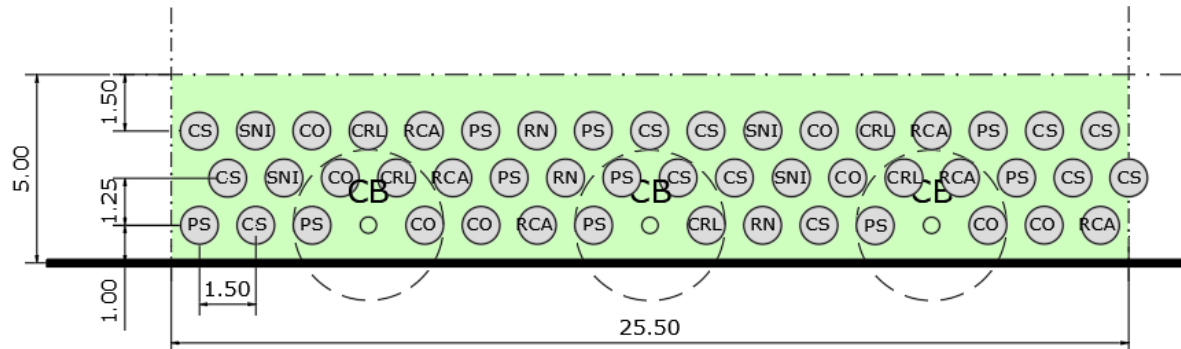 1.50
CS SNI CO CRL RCA PS RN PS CS CS SNI CO CRL RCA PS CS CS
5.00
1.25
CS SNI CO CRL RCA PS RN PS CS CS SNI CO CRL RCA PS CS CS
CB CB CB
PS CS PS CO CO RCA PS CRL RN CS PS CO CO RCA
1.00
1.50
25.50